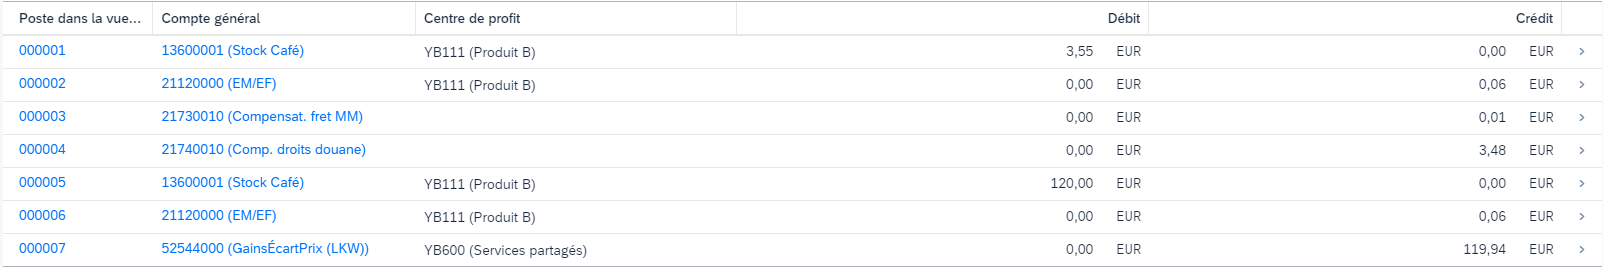 Poste dans la vue... Compte général Centre de profit Débit Crédit
000001 13600001 (Stock Café) YB111 (Produit B) 3,55 EUR 0,00 EUR
000002 21120000 (EM/EF) YB111 (Produit B) 0,00 EUR 0,06 EUR
000003 21730010 (Compensat. fret MM) 0,00 EUR 0,01 EUR
000004 21740010 (Comp. droits douane) 0,00 EUR 3,48 EUR
000005 13600001 (Stock Café) YB111 (Produit B) 120,00 EUR 0,00 EUR
000006 21120000 (EM/EF) YB111 (Produit B) 0,00 EUR 0,06 EUR
000007 52544000 (GainsÉcartPrix (LKW)) YB600 (Services partagés) 0,00 EUR 119,94 EUR